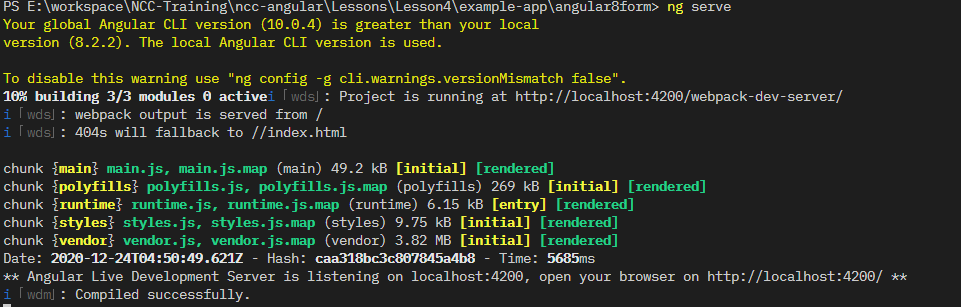 PS E:\workspace\NCC-Training\ncc-angular\Lessons\Lesson4\example-app\angular8form> ng serve
Your global Angular CLI version (10.0.4) is greater than your local
version (8.2.2). The local Angular CLI version is used.
To disable this warning use "ng config -g cli.warnings.versionMismatch false".
10% building 3/3 modules 0 activei「wds」: Project is running at http://localhost:4200/webpack-dev-server/
i「wds」: webpack output is served from /
i「wds」: 404s will fallback to //index.html
chunk {main} main.js, main.js.map (main) 49.2 kB [initial] [rendered]
chunk {polyfills} polyfills.js, polyfills.js.map (polyfills) 269 kB [initial] [rendered]
chunk {runtime} runtime.js, runtime.js.map (runtime) 6.15 kB [entry] [rendered]
chunk {styles} styles.js, styles.js.map (styles) 9.75 kB [initial] [rendered]
chunk {vendor} vendor.js, vendor.js.map (vendor) 3.82 MB [initial] [rendered]
Date: 2020-12-24T04:50:49.621Z - Hash: caa318bc3c807845a4b8 - Time: 5685ms
** Angular Live Development Server is listening on localhost:4200, open your browser on http://localhost:4200/ **
i「wdm」: Compiled successfully.